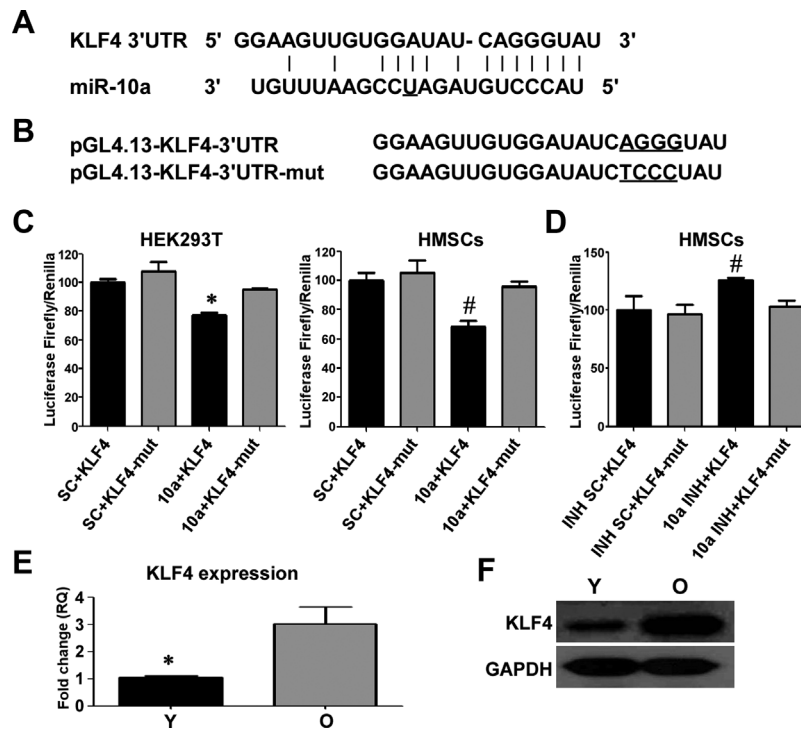 A
KLF4 3'UTR 5' GGAAGUUGUGGAUAU-CAGGGUAU 3'
miR-10a 3' UGUUUAAGCCUAGAUGUCCCAU 5'
B
pGL4.13-KLF4-3'UTR GGAAGUUGUGGAUAUCAGGGUAU
pGL4.13-KLF4-3'UTR-mut GGAAGUUGUGGAUAUCTCCCUAU
C
HEK293T
Luciferase Firefly/Renilla
120
100
80
60
40
20
0
*
SC+KLF4
SC+KLF4-mut
10a+KLF4
10a+KLF4-mut
HMSCs
Luciferase Firefly/Renilla
120
100
80
60
40
20
0
#
SC+KLF4
SC+KLF4-mut
10a+KLF4
10a+KLF4-mut
D
HMSCs
Luciferase Firefly/Renilla
150
100
50
0
#
INH SC+KLF4
INH SC+KLF4-mut
10a INH+KLF4
10a INH+KLF4-mut
E
KLF4 expression
Fold change (RQ)
4
3
2
1
0
*
Y
O
F
Y O
KLF4
GAPDH